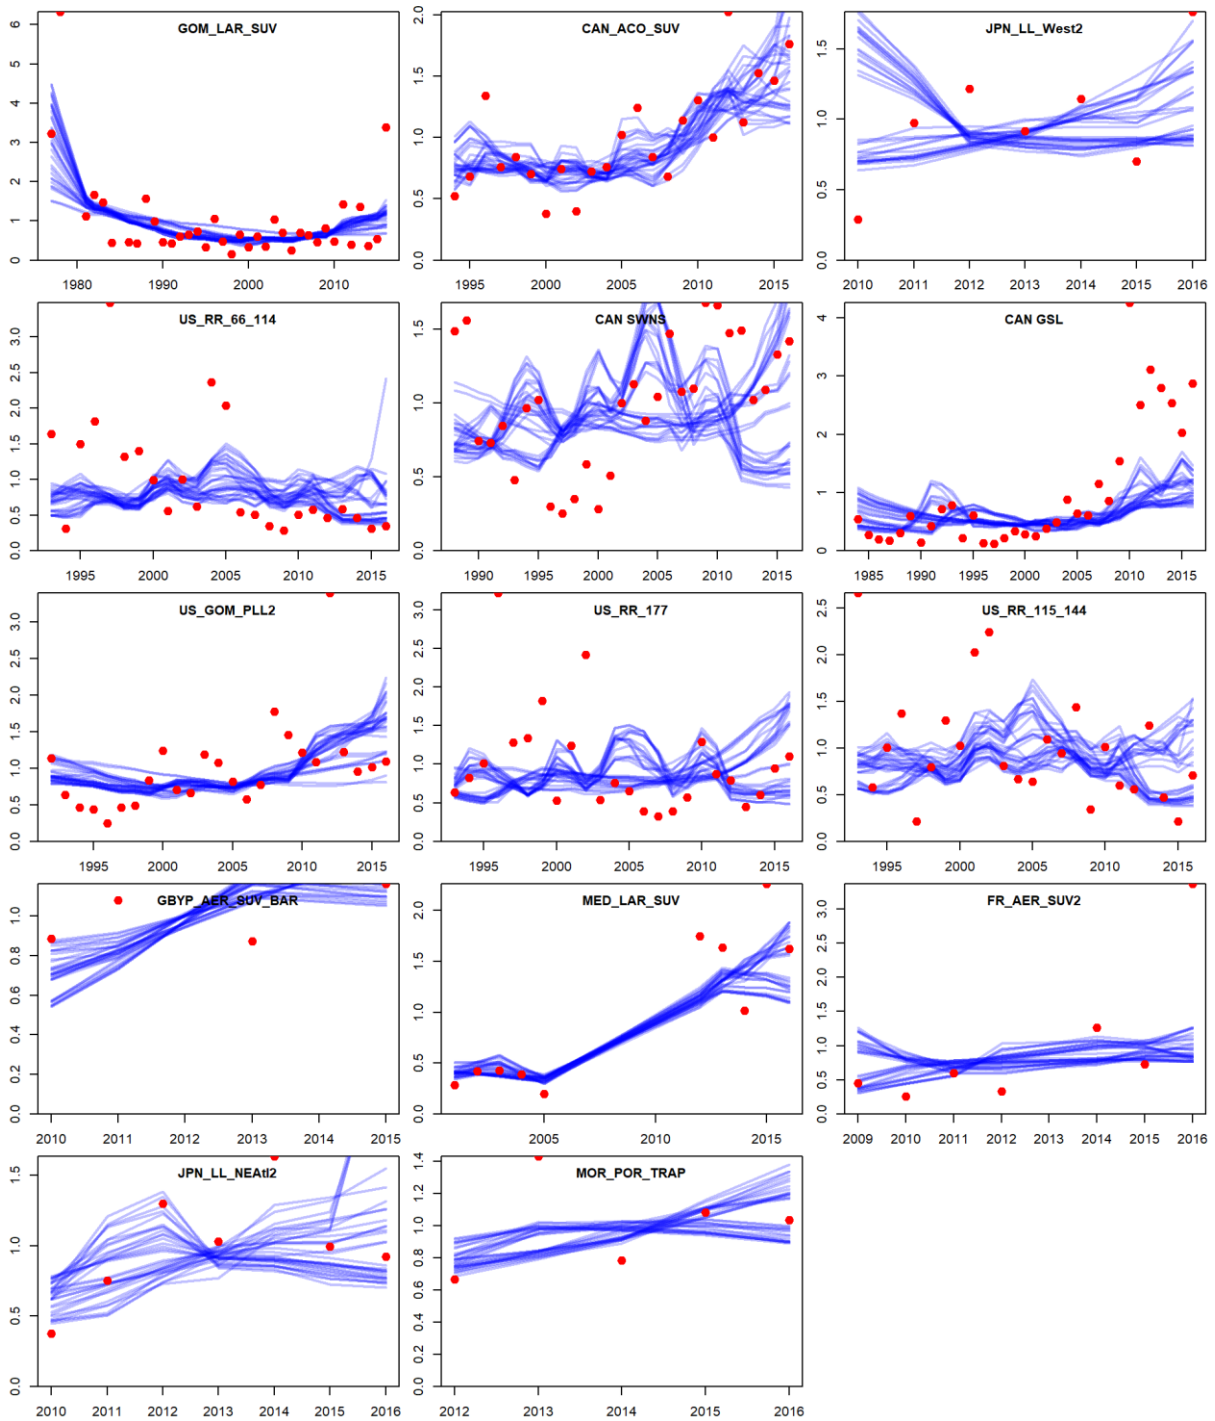 GOM_LAR_SUV
0 1 2 3 4 5 6
1980 1990 2000 2010
CAN_ACO_SUV
0.0 0.5 1.0 1.5 2.0
1995 2000 2005 2010 2015
JPN_LL_West2
0.0 0.5 1.0 1.5
2010 2011 2012 2013 2014 2015 2016
US_RR_66_114
0.0 0.5 1.0 1.5 2.0 2.5 3.0
1995 2000 2005 2010 2015
CAN SWNS
0.0 0.5 1.0 1.5
1990 1995 2000 2005 2010 2015
CAN GSL
0 1 2 3 4
1985 1990 1995 2000 2005 2010 2015
US_GOM_PLL2
0.0 0.5 1.0 1.5 2.0 2.5 3.0
1995 2000 2005 2010 2015
US_RR_177
0.0 0.5 1.0 1.5 2.0 2.5 3.0
1995 2000 2005 2010 2015
US_RR_115_144
0.0 0.5 1.0 1.5 2.0 2.5
1995 2000 2005 2010 2015
GBYP_AER_SUV_BAR
0.0 0.2 0.4 0.6 0.8 1.0
2010 2011 2012 2013 2014 2015
MED_LAR_SUV
0.0 0.5 1.0 1.5 2.0
2005 2010 2015
FR_AER_SUV2
0.0 0.5 1.0 1.5 2.0 2.5 3.0
2009 2010 2011 2012 2013 2014 2015 2016
JPN_LL_NEAtl2
0.0 0.5 1.0 1.5
2010 2011 2012 2013 2014 2015 2016
MOR_POR_TRAP
0.0 0.2 0.4 0.6 0.8 1.0 1.2 1.4
2012 2013 2014 2015 2016